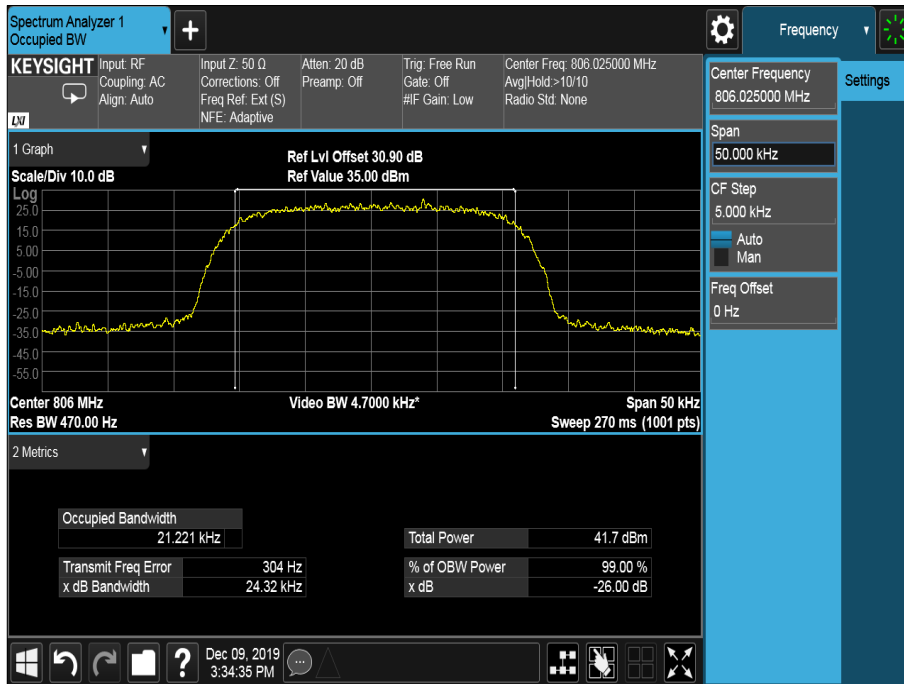 Spectrum Analyzer 1
Occupied BW
Frequency
KEYSIGHT
LXI
Input: RF
Coupling: AC
Align: Auto
Input Z: 50 Ω
Corrections: Off
Freq Ref: Ext (S)
NFE: Adaptive
Atten: 20 dB
Preamp: Off
Trig: Free Run
Gate: Off
#IF Gain: Low
Center Freq: 806.025000 MHz
Avg|Hold:>10/10
Radio Std: None
Center Frequency
806.025000 MHz
Settings
Span
50.000 kHz
CF Step
5.000 kHz
Auto
Man
Freq Offset
0 Hz
1 Graph
Scale/Div 10.0 dB
Ref Lvl Offset 30.90 dB
Ref Value 35.00 dBm
Log
25.0
15.0
5.00
-5.00
-15.0
-25.0
-35.0
-45.0
-55.0
Center 806 MHz
Video BW 4.7000 kHz*
Span 50 kHz
Res BW 470.00 Hz
Sweep 270 ms (1001 pts)
2 Metrics
Occupied Bandwidth
21.221 kHz
Total Power 41.7 dBm
Transmit Freq Error 304 Hz
% of OBW Power 99.00 %
x dB Bandwidth 24.32 kHz
x dB -26.00 dB
?
Dec 09, 2019
3:34:35 PM